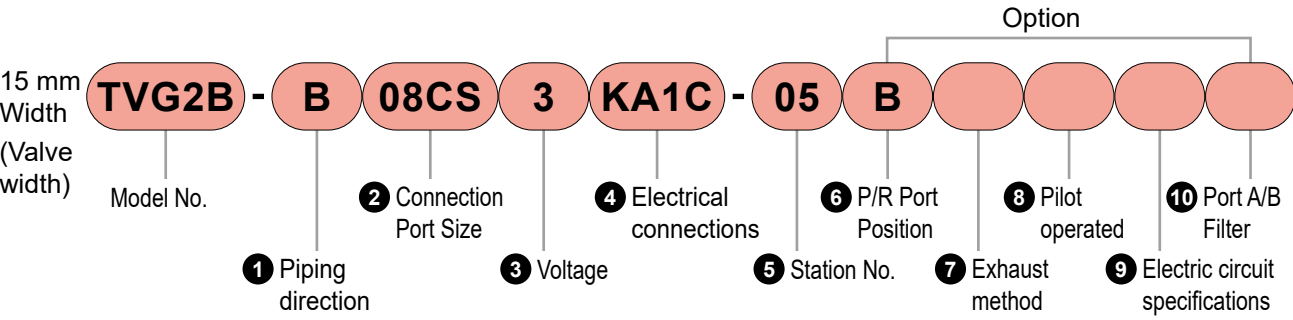 Option
15 mm
Width
(Valve
width)
TVG2B - B 08CS 3 KA1C - 05 B
Model No.
2 Connection
Port Size
4 Electrical
connections
6 P/R Port
Position
8 Pilot
operated
10 Port A/B
Filter
1 Piping
direction
3 Voltage
5 Station No.
7 Exhaust
method
9 Electric circuit
specifications